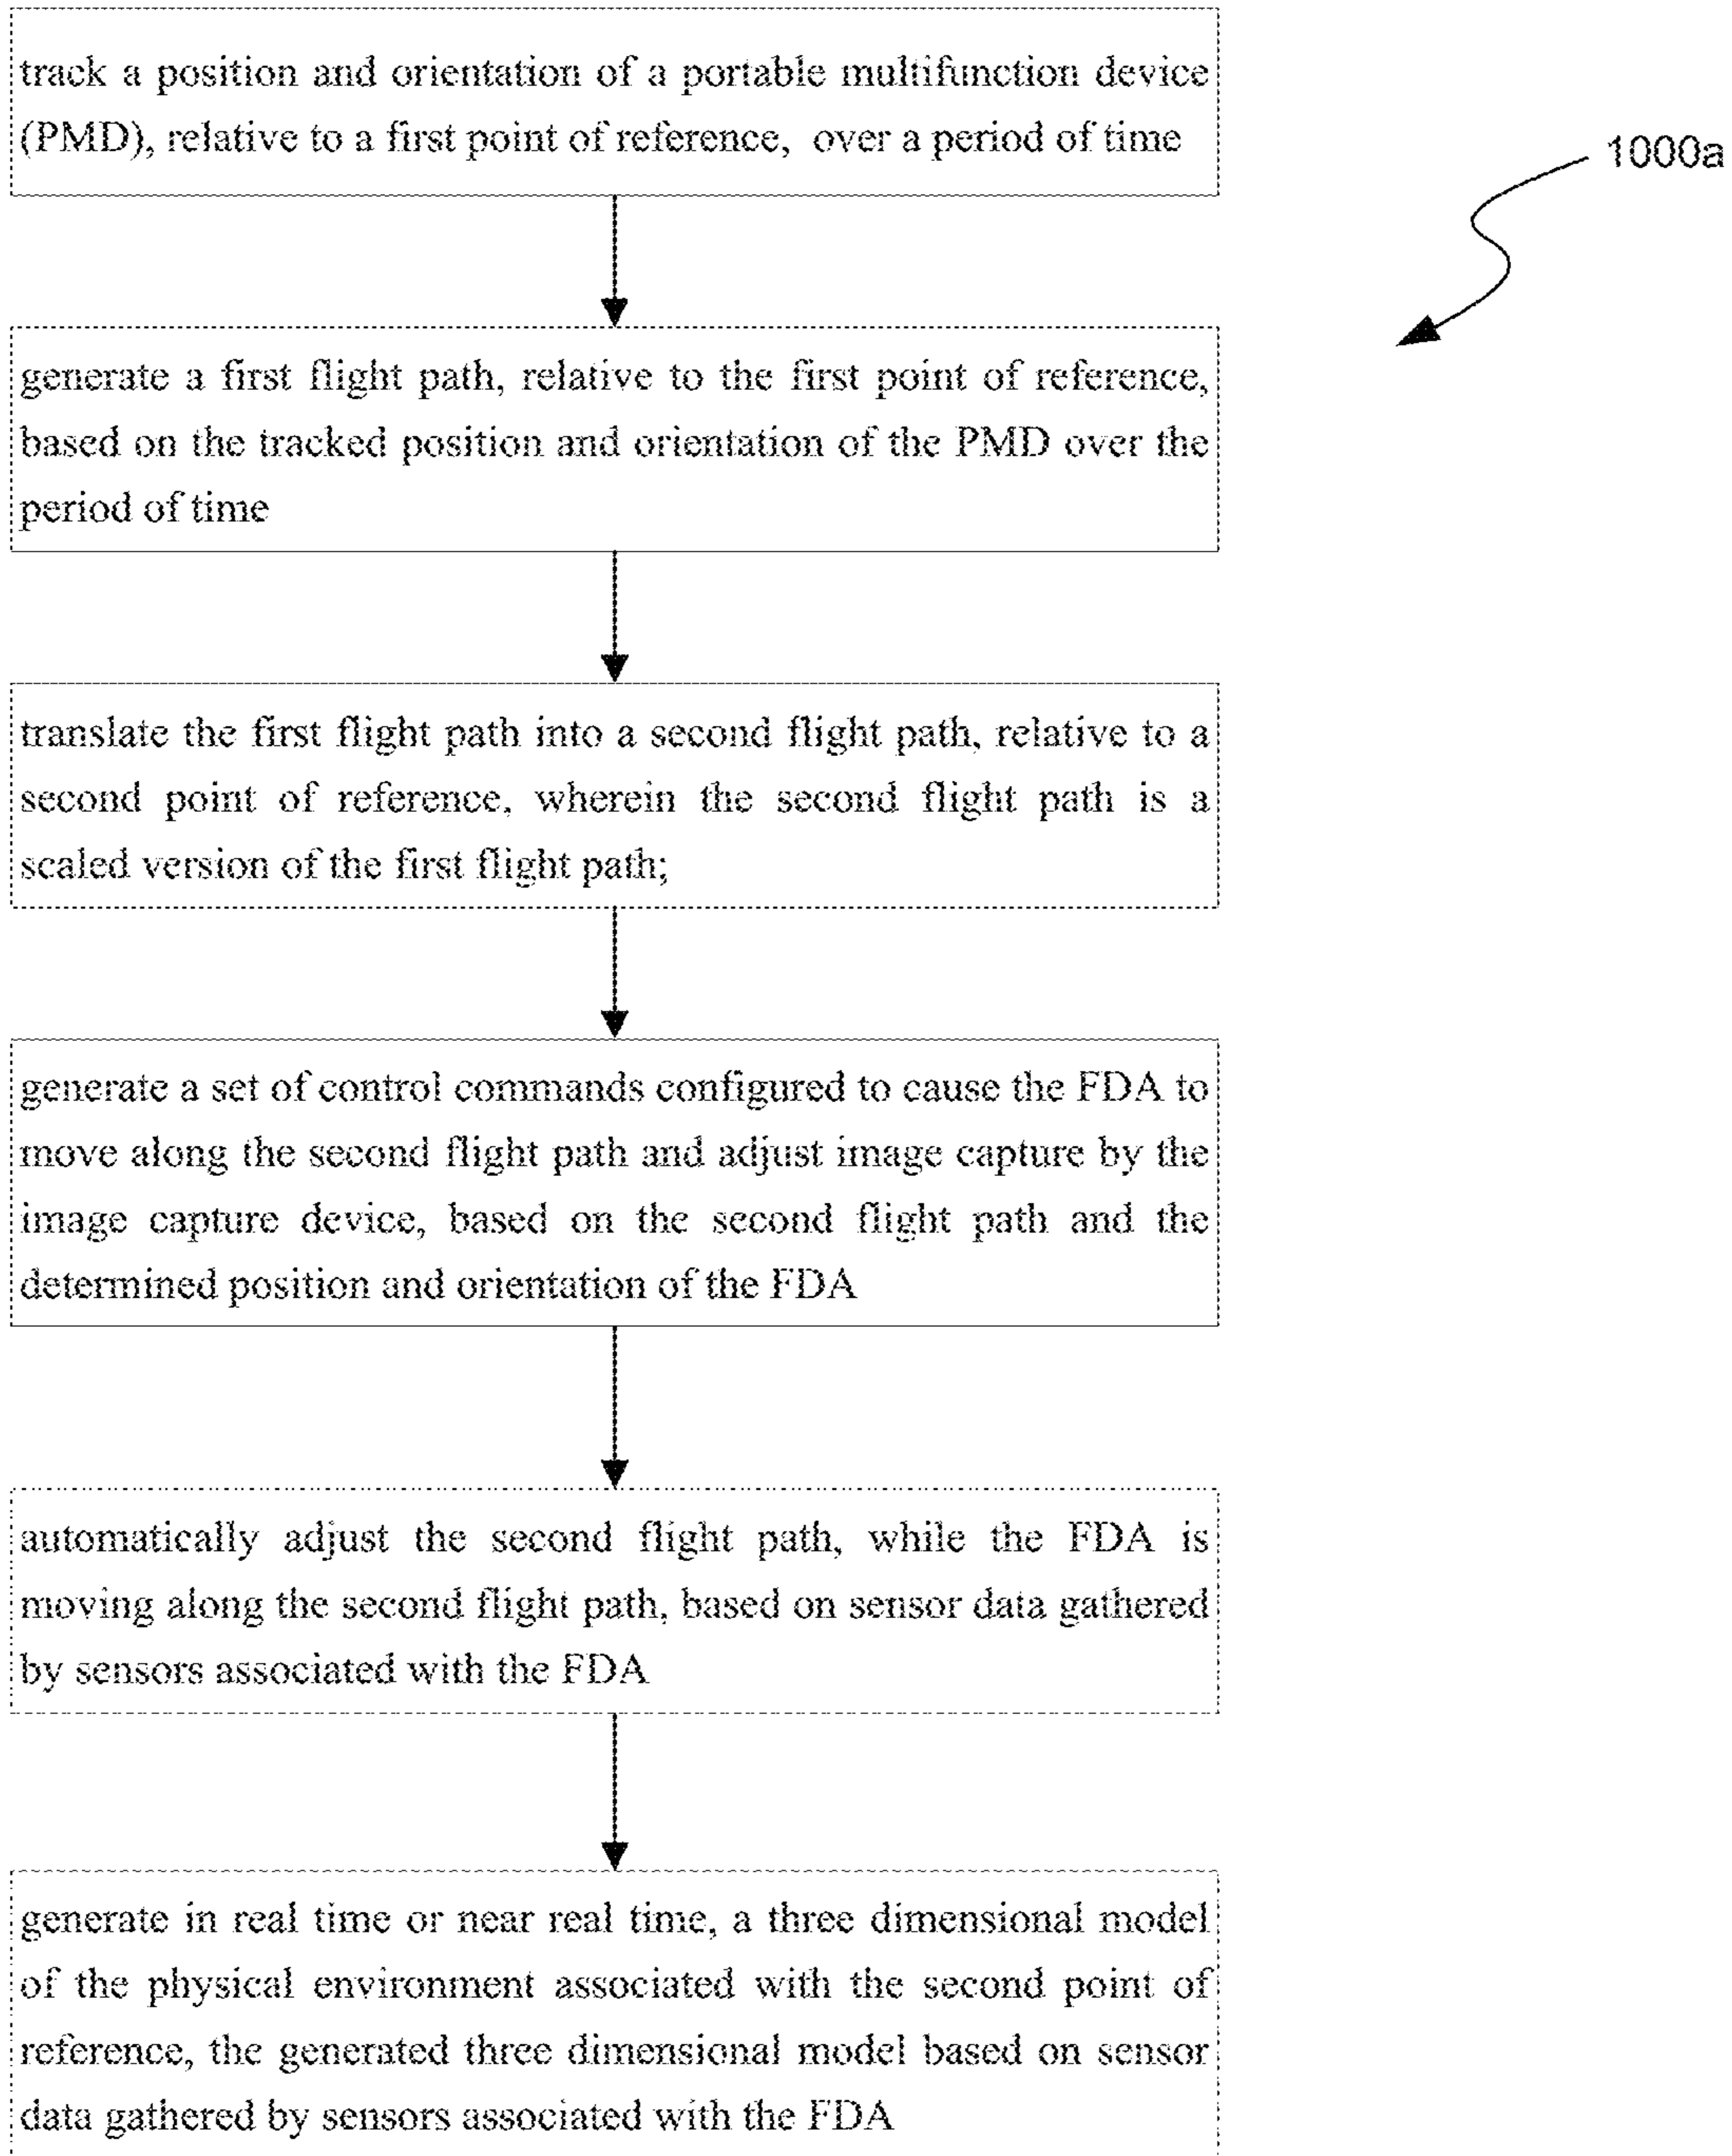 track a position and orientation of a portable multifunction device
(PMD), relative to a first point of reference, over a period of time
1000a
generate a first flight path, relative to the first point of reference,
based on the tracked position and orientation of the PMD over the
period of time
translate the first flight path into a second flight path, relative to a
second point of reference, wherein the second flight path is a
scaled version of the first flight path;
generate a set of control commands configured to cause the FDA to
move along the second flight path and adjust image capture by the
image capture device, based on the second flight path and the
determined position and orientation of the FDA
automatically adjust the second flight path, while the FDA is
moving along the second flight path, based on sensor data gathered
by sensors associated with the FDA
generate in real time or near real time, a three dimensional model
of the physical environment associated with the second point of
reference, the generated three dimensional model based on sensor
data gathered by sensors associated with the FDA